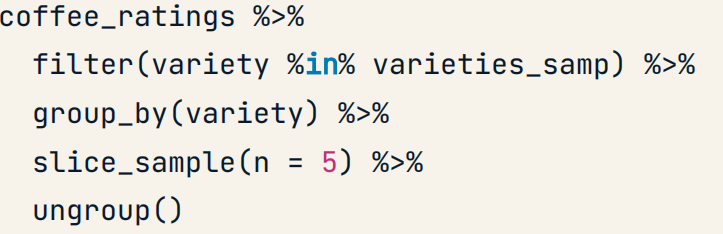 coffee_ratings %>%
  filter(variety %in% varieties_samp) %>%
  group_by(variety) %>%
  slice_sample(n = 5) %>%
  ungroup()